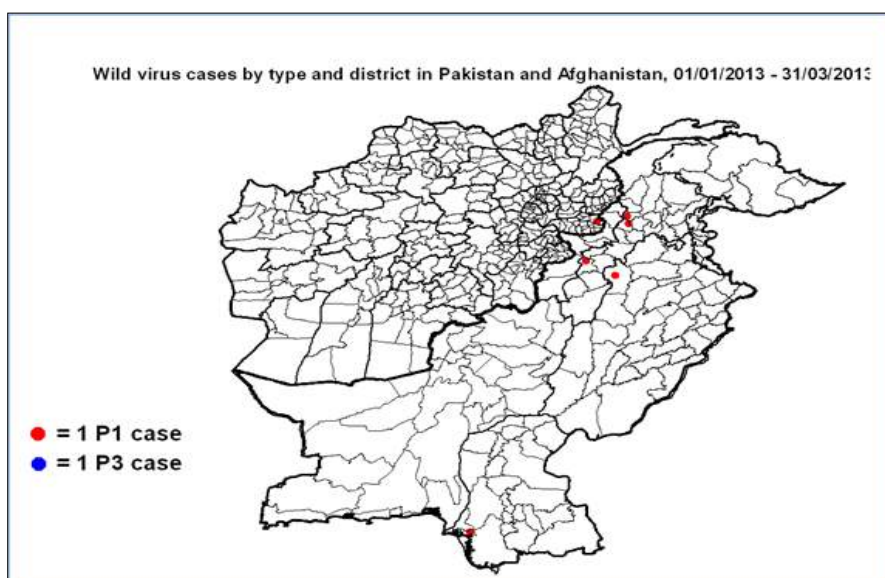 Wild virus cases by type and district in Pakistan and Afghanistan, 01/01/2013 - 31/03/2013
= 1 P1 case
= 1 P3 case